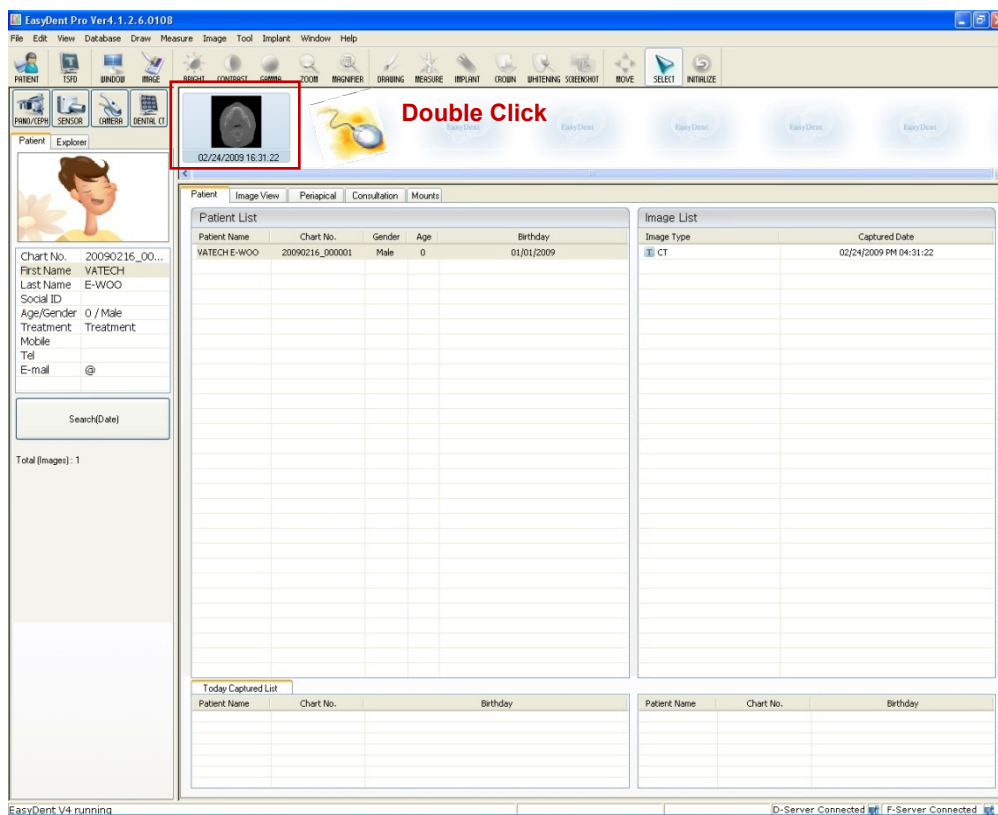 EasyDent Pro Ver4.1.2.6.0108
File Edit View Database Draw Measure Image Tool Implant Window Help
PATIENT TSFD WINDOW IMAGE BRIGHT CONTRAST GAMMA ZOOM MAGNIFIER DRAWING MEASURE IMPLANT CROWN WHITENING SCREENSHOT MOVE SELECT INITIALIZE
PANO/CEPH SENSOR CAMERA DENTAL CT
Double Click
EasyDent EasyDent EasyDent EasyDent EasyDent
02/24/2009 16:31:22
Patient Explorer
Patient Image View Periapical Consultation Mounts
Patient List Image List
Patient Name Chart No. Gender Age Birthday Image Type Captured Date
VATECH E-WOO 20090216_000001 Male 0 01/01/2009 CT 02/24/2009 PM 04:31:22
Chart No. 20090216_00...
First Name VATECH
Last Name E-WOO
Social ID
Age/Gender 0 / Male
Treatment Treatment
Mobile
Tel
E-mail @
Search(Date)
Total (Images) : 1
Today Captured List
Patient Name Chart No. Birthday Patient Name Chart No. Birthday
EasyDent V4 running D-Server Connected F-Server Connected